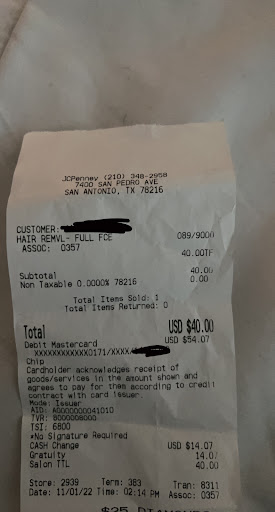 JCPenney (210) 348-2958
7400 SAN PEDRO AVE
SAN ANTONIO, TX 78216
CUSTOMER:
HAIR REMVL- FULL FCE 089/9000
ASSOC: 0357
40.00TF
Subtotal 40.00
Non Taxable 0.0000% 78216 0.00
Total Items Sold: 1
Total Items Returned: 0
Total USD $40.00
Debit Mastercard USD $54.07
XXXXXXXXXXXX0171/XXXX/
Chip
Cardholder acknowledges receipt of
goods/services in the amount shown and
agrees to pay for them according to credit
contract with card issuer.
Mode: Issuer
AID: A0000000041010
TVR: 8000008000
TSI: 6800
*No Signature Required
CASH Change USD $14.07
Gratuity 14.07
Salon TTL 40.00
Store: 2939 Term: 383 Tran: 8311
Date: 11/01/22 Time: 02:14 PM Assoc: 0357